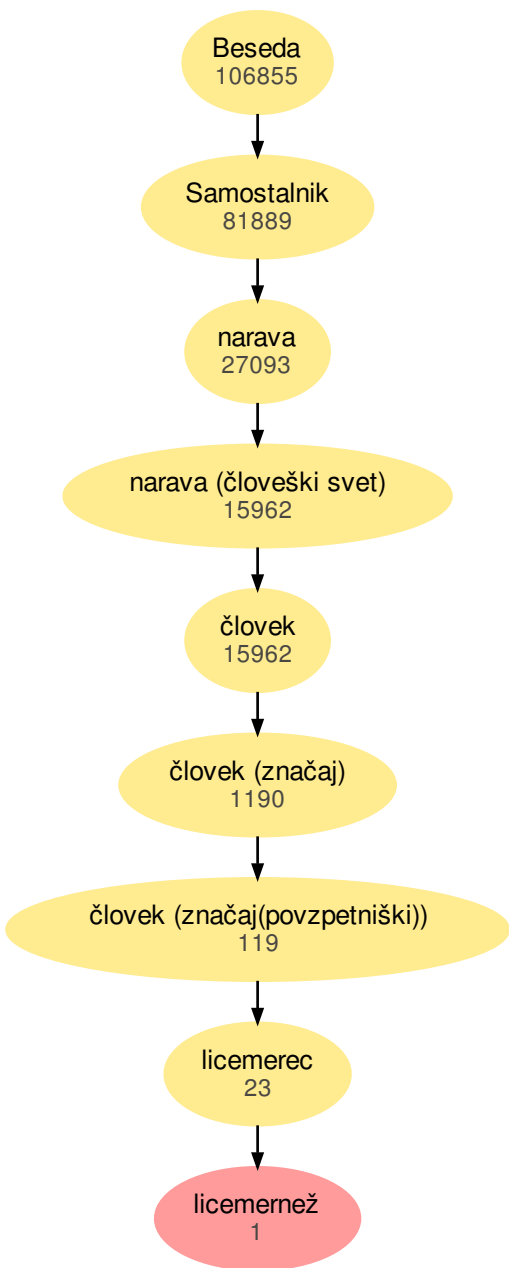 Beseda
106855
Samostalnik
81889
narava
27093
narava (človeški svet)
15962
človek
15962
človek (značaj)
1190
človek (značaj(povzpetniški))
119
licemerec
23
licemernež
1